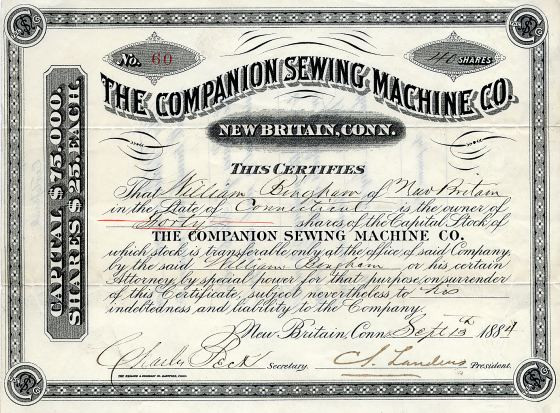 No. 60
40 SHARES
THE COMPANION SEWING MACHINE CO.
NEW BRITAIN, CONN.
CAPITAL $75,000.
SHARES $25. EACH.
THIS CERTIFIES
That William Bingham of New Britain
in the State of Connecticut is the owner of
Forty shares of the Capital Stock of
THE COMPANION SEWING MACHINE CO.
which stock is transferable only at the office of said Company
by the said William Bingham or his certain
Attorney, by special power for that purpose, on surrender
of this Certificate, subject nevertheless to his
indebtedness and liability to the Company.
New Britain, Conn. Sept 13th 1884
Charles Peck Secretary. C S Landers President.